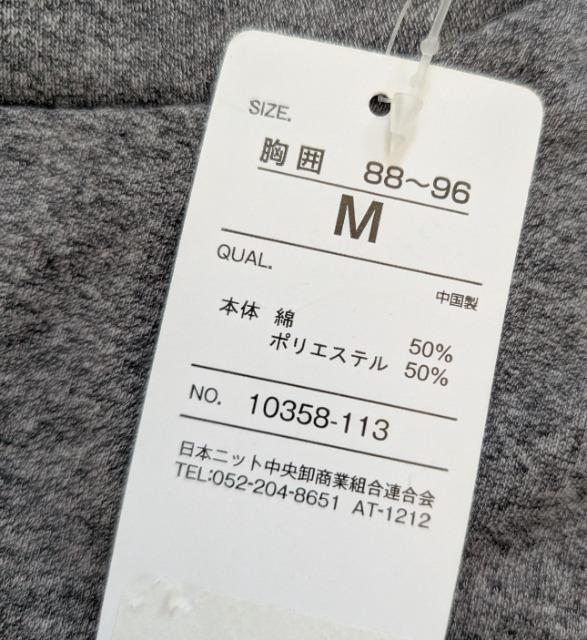 SIZE.
胸囲 88～96
M
QUAL.
中国製
本体 綿 50%
ポリエステル 50%
NO. 10358-113
日本ニット中央卸商業組合連合会
TEL:052-204-8651 AT-1212